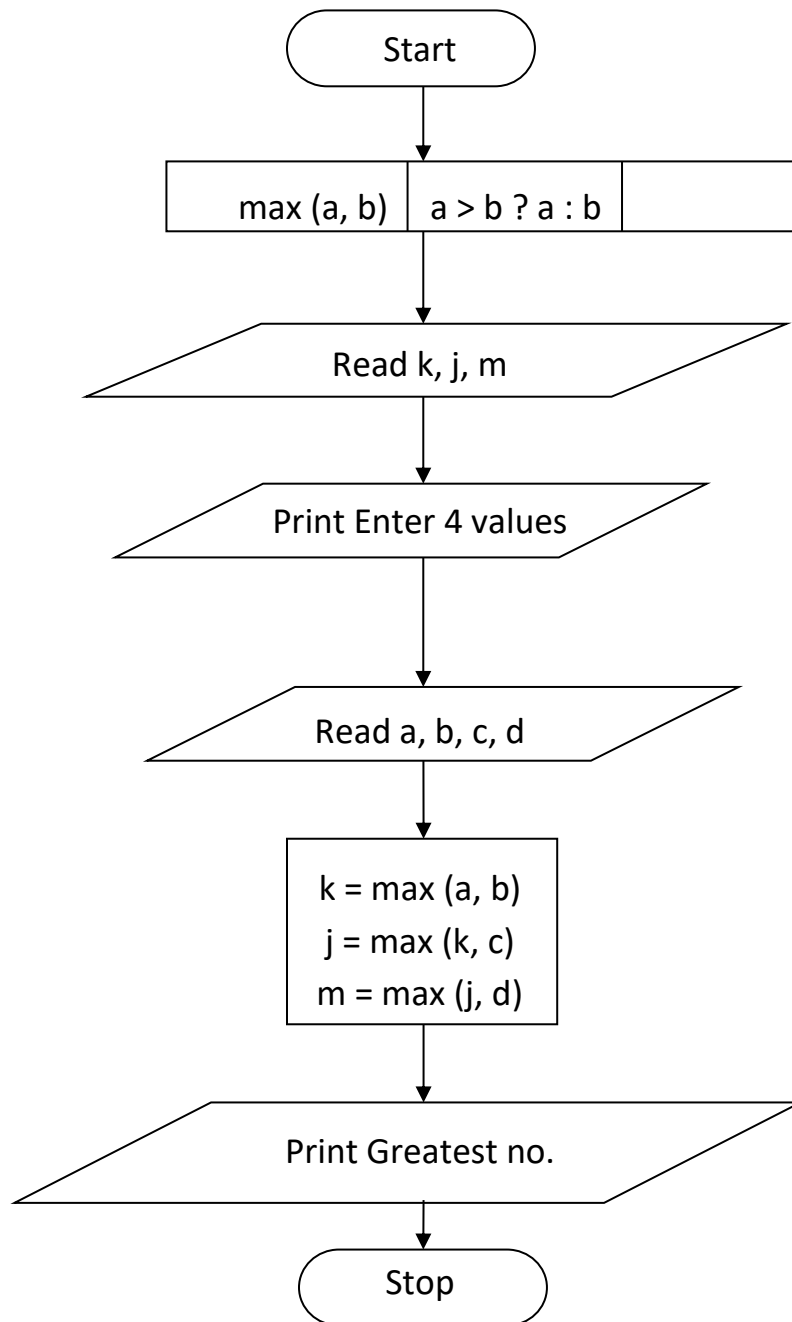 Start
max (a, b) a > b ? a : b
Read k, j, m
Print Enter 4 values
Read a, b, c, d
k = max (a, b)
j = max (k, c)
m = max (j, d)
Print Greatest no.
Stop